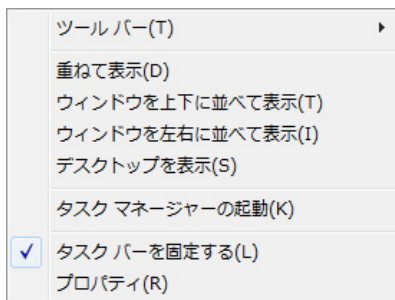 ツール バー(T)
重ねて表示(D)
ウィンドウを上下に並べて表示(T)
ウィンドウを左右に並べて表示(I)
デスクトップを表示(S)
タスク マネージャーの起動(K)
タスク バーを固定する(L)
プロパティ(R)